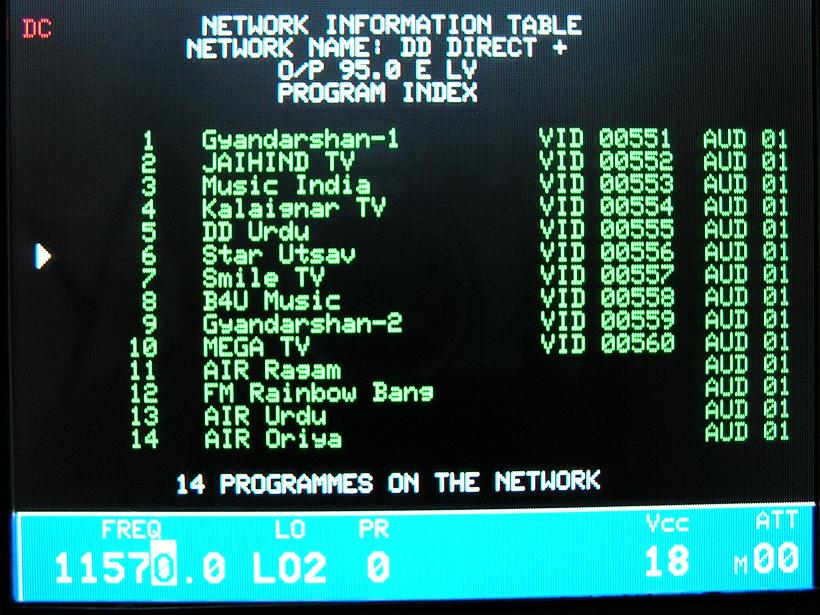 DC
NETWORK INFORMATION TABLE
NETWORK NAME: DD DIRECT +
O/P 95.0 E LV
PROGRAM INDEX
1 Gyandarshan-1 VID 00551 AUD 01
2 JAIHIND TV VID 00552 AUD 01
3 Music India VID 00553 AUD 01
4 Kalaignar TV VID 00554 AUD 01
5 DD Urdu VID 00555 AUD 01
6 Star Utsav VID 00556 AUD 01
7 Smile TV VID 00557 AUD 01
8 B4U Music VID 00558 AUD 01
9 Gyandarshan-2 VID 00559 AUD 01
10 MEGA TV VID 00560 AUD 01
11 AIR Ragam AUD 01
12 FM Rainbow Bang AUD 01
13 AIR Urdu AUD 01
14 AIR Oriya AUD 01
14 PROGRAMMES ON THE NETWORK
FREQ LO PR Vcc ATT
1157 .0 LO2 0 18 M00